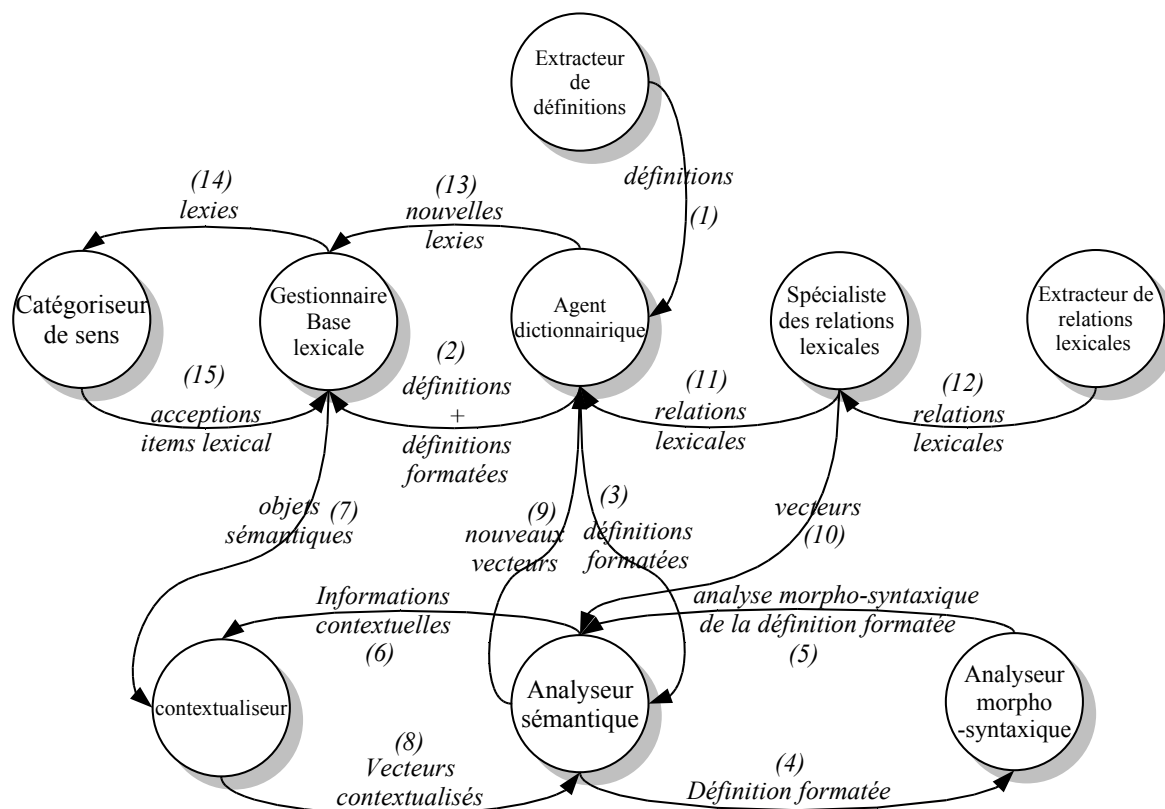 Extracteur
de
définitions
définitions
(1)
(14)
lexies
(13)
nouvelles
lexies
Catégoriseur
de sens
Gestionnaire
Base
lexicale
Agent
dictionnairique
Spécialiste
des relations
lexicales
Extracteur de
relations
lexicales
(15)
acceptions
items lexical
(2)
définitions
+
définitions
formatées
(11)
relations
lexicales
(12)
relations
lexicales
objets
sémantiques
(7)
(9)
nouveaux
vecteurs
(3)
définitions
formatées
vecteurs
(10)
Informations
contextuelles
(6)
analyse morpho-syntaxique
de la définition formatée
(5)
contextualiseur
Analyseur
sémantique
Analyseur
morpho
-syntaxique
(8)
Vecteurs
contextualisés
(4)
Définition formatée